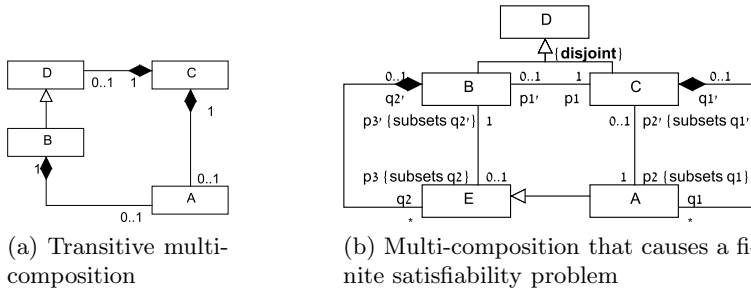 D
{disjoint}
D
C
0..1
1
1
B
1
0..1
0..1
A
0..1
q2'
B
0..1
p1'
1
p1
C
0..1
q1'
p3' {subsets q2'}
1
0..1
p2' {subsets q1'}
p3 {subsets q2}
0..1
1
p2 {subsets q1}
q2
*
E
A
q1
*
(a) Transitive multi-
composition
(b) Multi-composition that causes a fi-
nite satisfiability problem